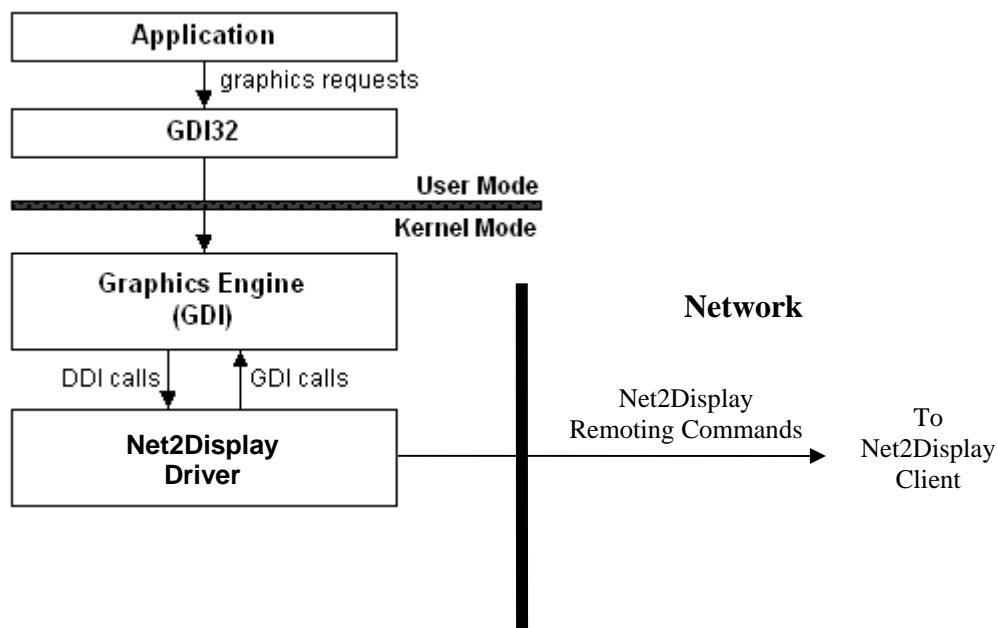 Application
graphics requests
GDI32
User Mode
Kernel Mode
Graphics Engine
(GDI)
Network
DDI calls
GDI calls
Net2Display
Remoting Commands
To
Net2Display
Client
Net2Display
Driver